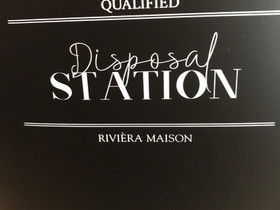 QUALIFIED
Disposal
STATION
RIVIÈRA MAISON